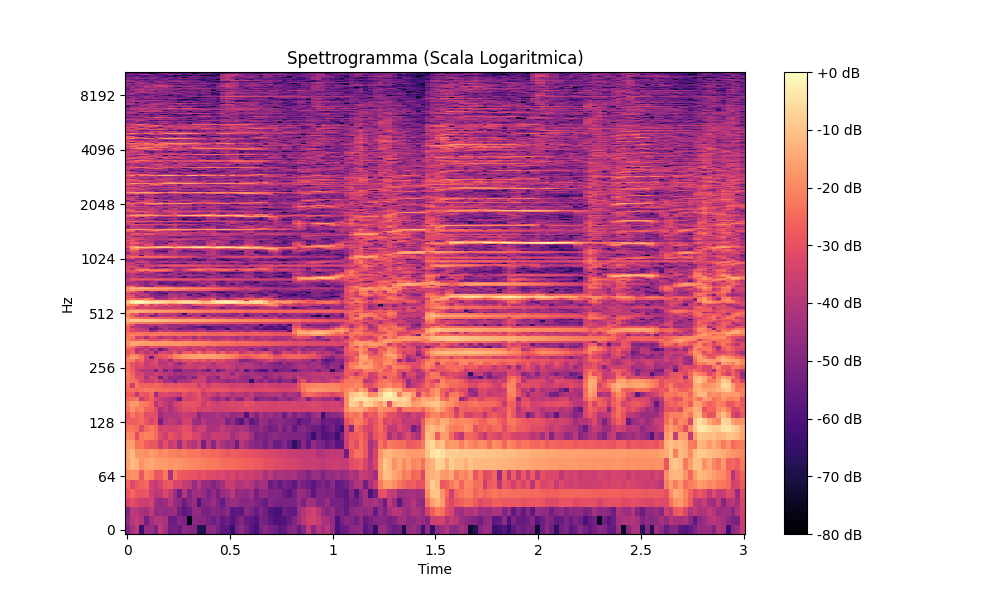 Spettrogramma (Scala Logaritmica)
Hz
8192
4096
2048
1024
512
256
128
64
0
0
0.5
1
1.5
2
2.5
3
Time
+0 dB
-10 dB
-20 dB
-30 dB
-40 dB
-50 dB
-60 dB
-70 dB
-80 dB